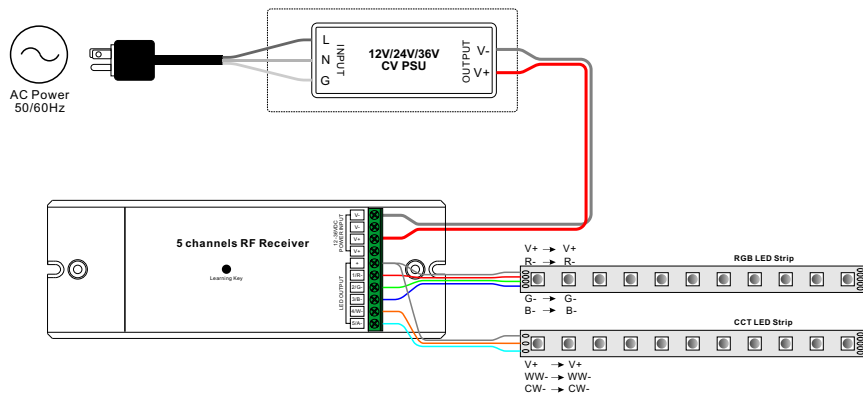 AC Power
50/60Hz
L
N
G
INPUT
12V/24V/36V
CV PSU
OUTPUT
V-
V+
5 channels RF Receiver
Learning Key
12-36VDC
POWER INPUT
V-
V-
V+
V+
LED OUTPUT
+
1/R-
2/G-
3/B-
4/W-
5/A-
V+ → V+
R- → R-
G- → G-
B- → B-
RGB LED Strip
CCT LED Strip
V+ → V+
WW- → WW-
CW- → CW-